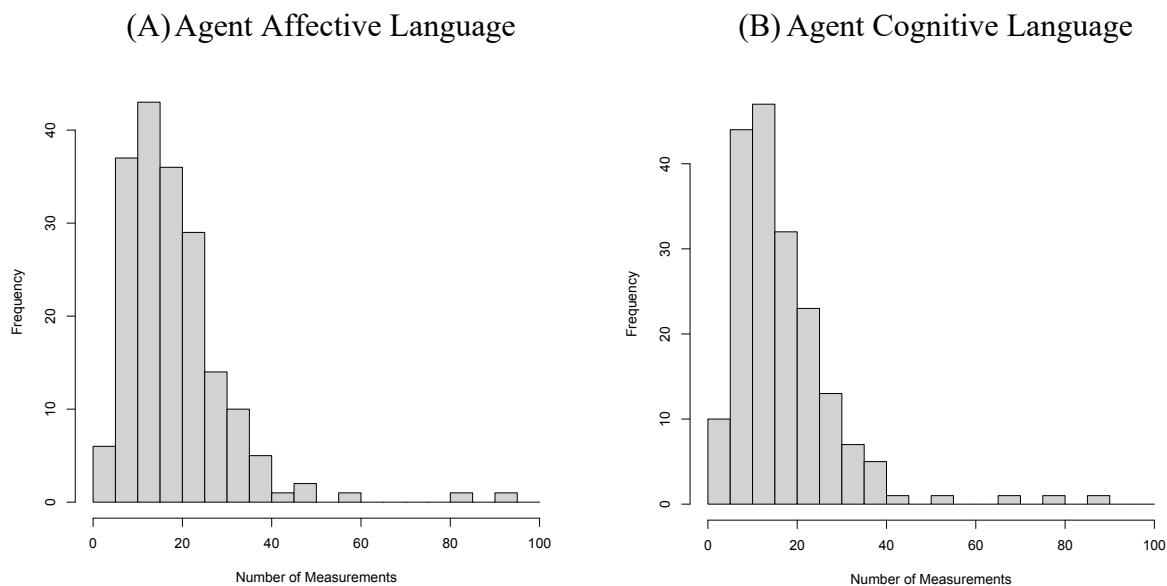 (A) Agent Affective Language
Frequency
0
10
20
30
40
0 20 40 60 80 100
Number of Measurements
(B) Agent Cognitive Language
Frequency
0
10
20
30
40
0 20 40 60 80 100
Number of Measurements